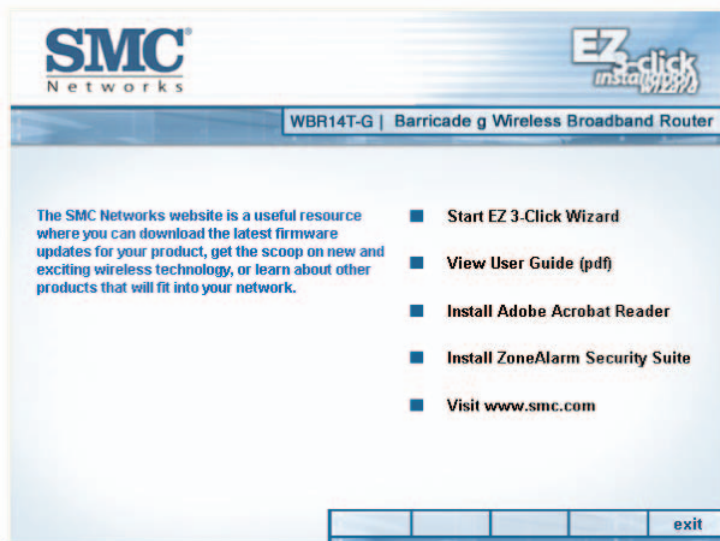 SMC®
Networks
EZ 3-click
installation
wizard
WBR14T-G | Barricade g Wireless Broadband Router
The SMC Networks website is a useful resource
where you can download the latest firmware
updates for your product, get the scoop on new and
exciting wireless technology, or learn about other
products that will fit into your network.
Start EZ 3-Click Wizard
View User Guide (pdf)
Install Adobe Acrobat Reader
Install ZoneAlarm Security Suite
Visit www.smc.com
exit